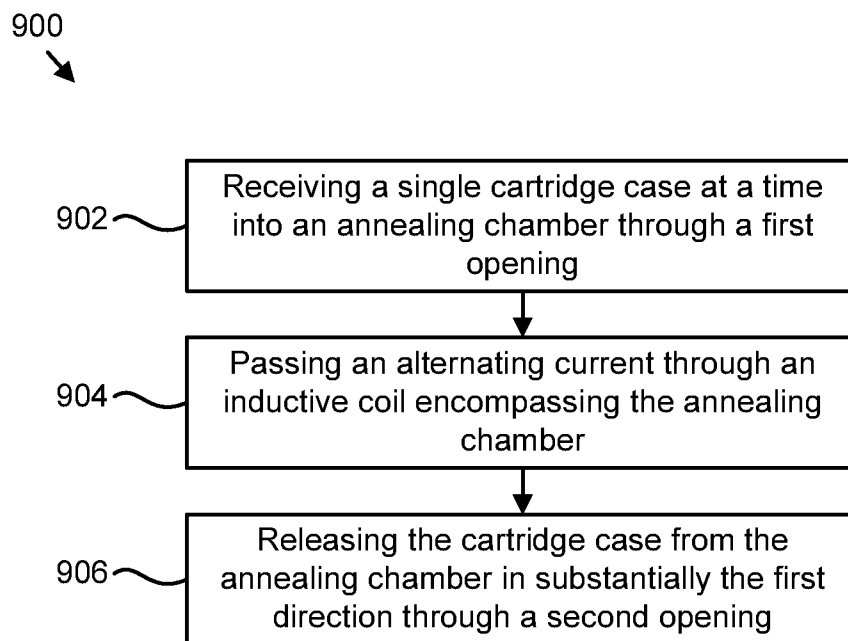 900
902
Receiving a single cartridge case at a time
into an annealing chamber through a first
opening
904
Passing an alternating current through an
inductive coil encompassing the annealing
chamber
906
Releasing the cartridge case from the
annealing chamber in substantially the first
direction through a second opening